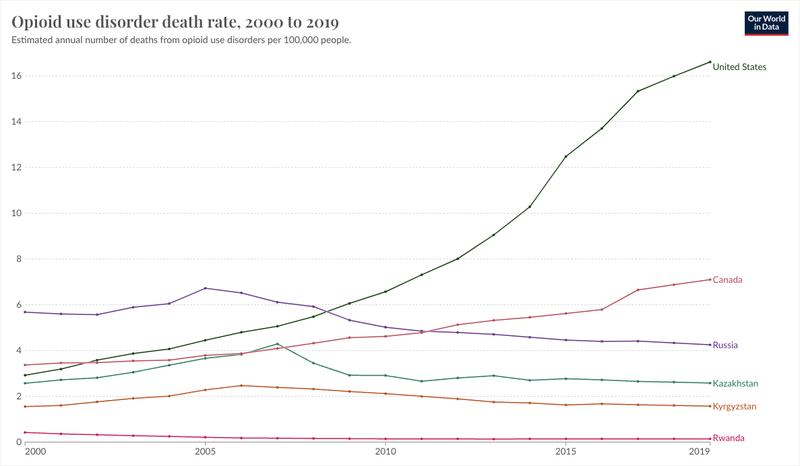 Opioid use disorder death rate, 2000 to 2019
Estimated annual number of deaths from opioid use disorders per 100,000 people.
Our World
in Data
16
14
12
10
8
6
4
2
0
United States
Canada
Russia
Kazakhstan
Kyrgyzstan
Rwanda
2000
2005
2010
2015
2019